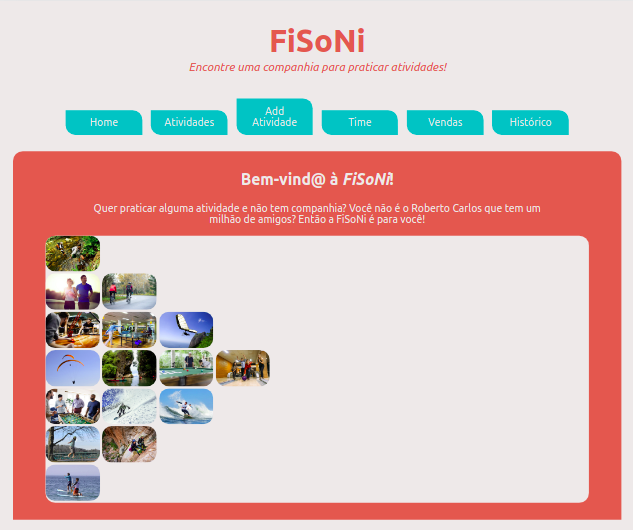 FiSoNi
Encontre uma companhia para praticar atividades!
Home
Atividades
Add
Atividade
Time
Vendas
Histórico
Bem-vind@ à FiSoNi!
Quer praticar alguma atividade e não tem companhia? Você não é o Roberto Carlos que tem um
milhão de amigos? Então a FiSoNi é para você!